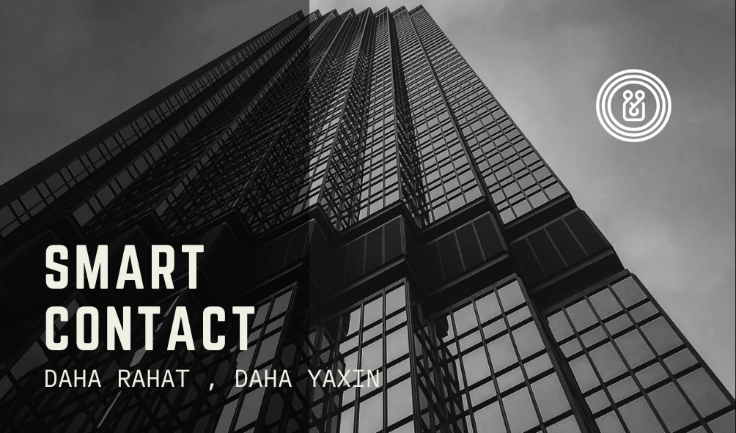 SMART
CONTACT
DAHA RAHAT , DAHA YAXIN